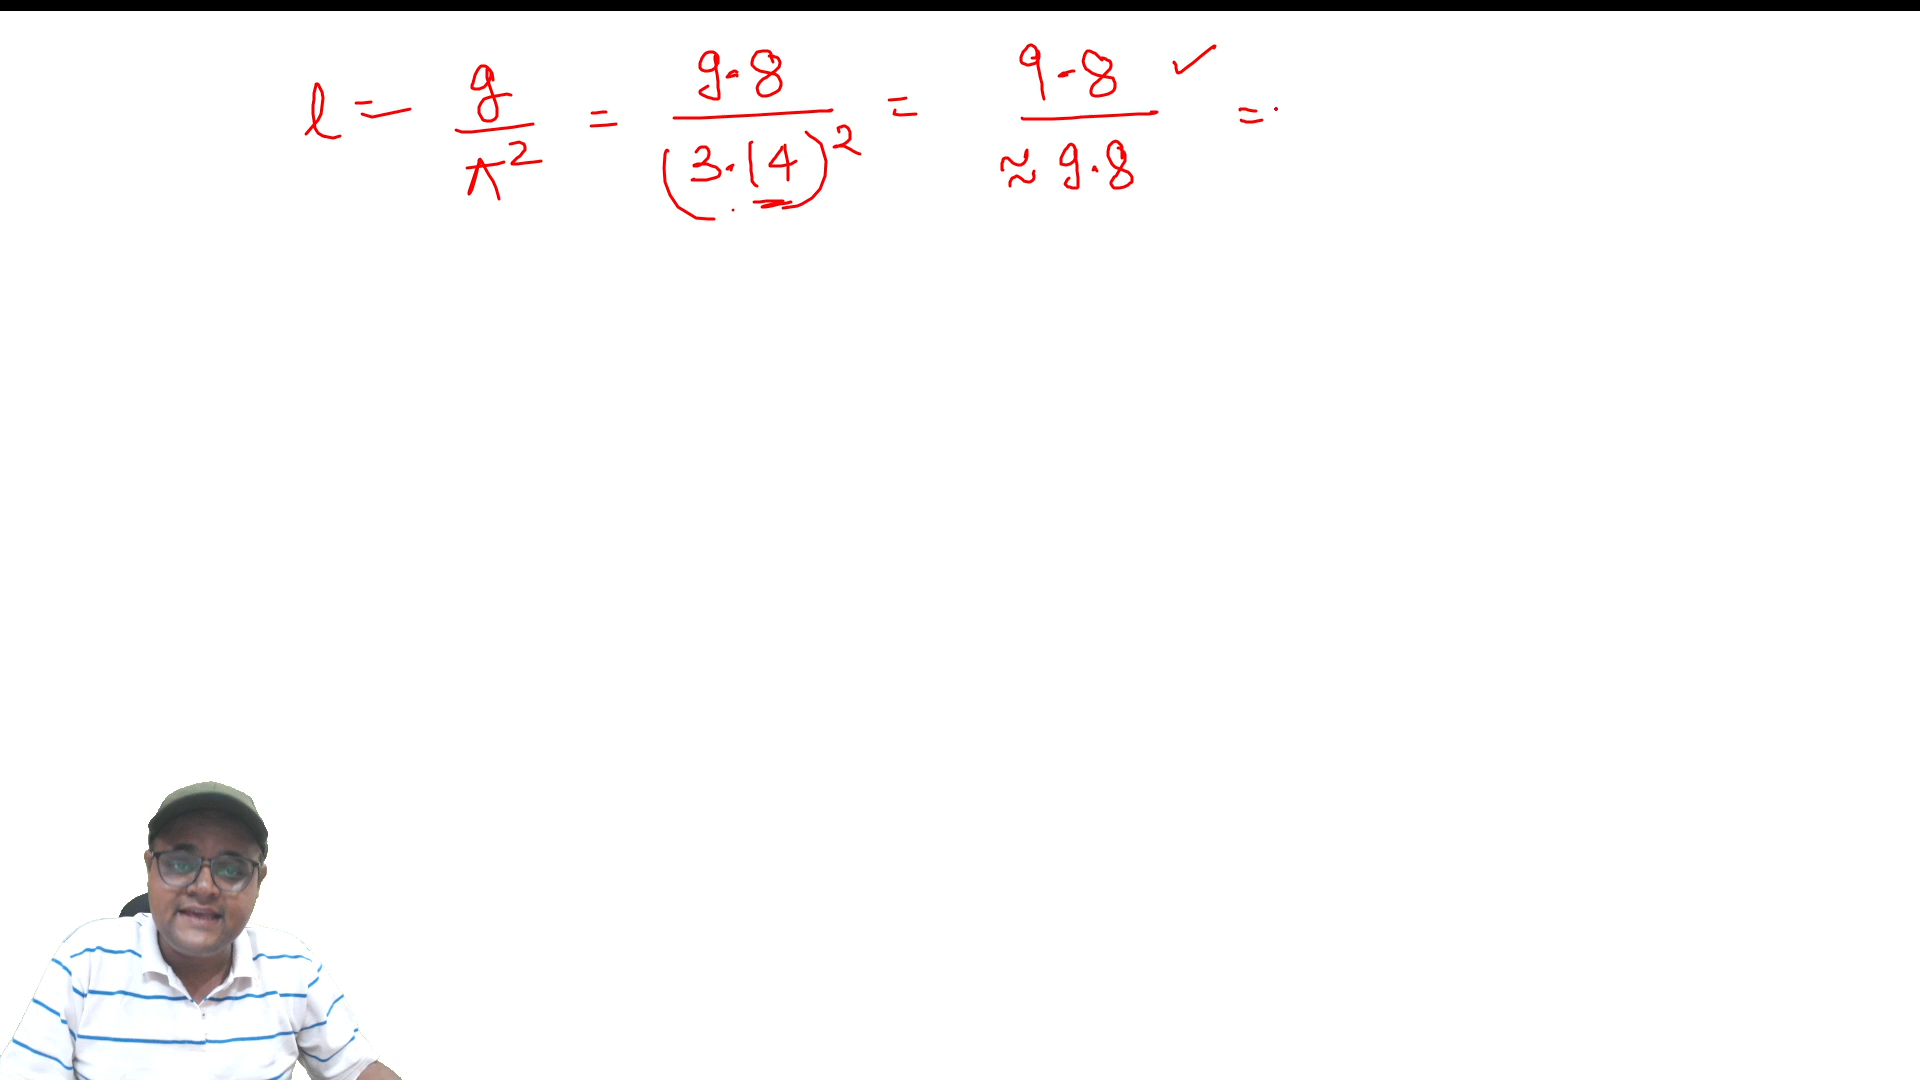 l = g/π² = 9.8/(3.14)² = 9.8/≈ 9.8 ✓ =